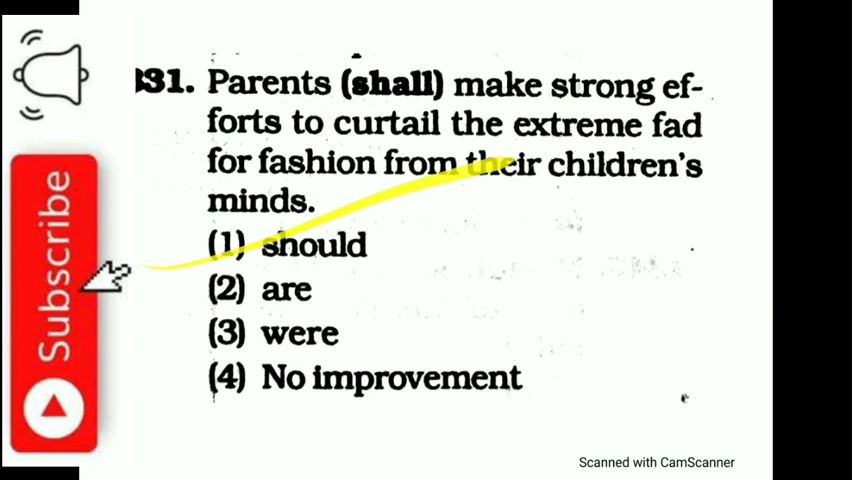 331. Parents (shall) make strong ef-
forts to curtail the extreme fad
for fashion from their children's
minds.
(1) should
(2) are
(3) were
(4) No improvement
Subscribe
Scanned with CamScanner